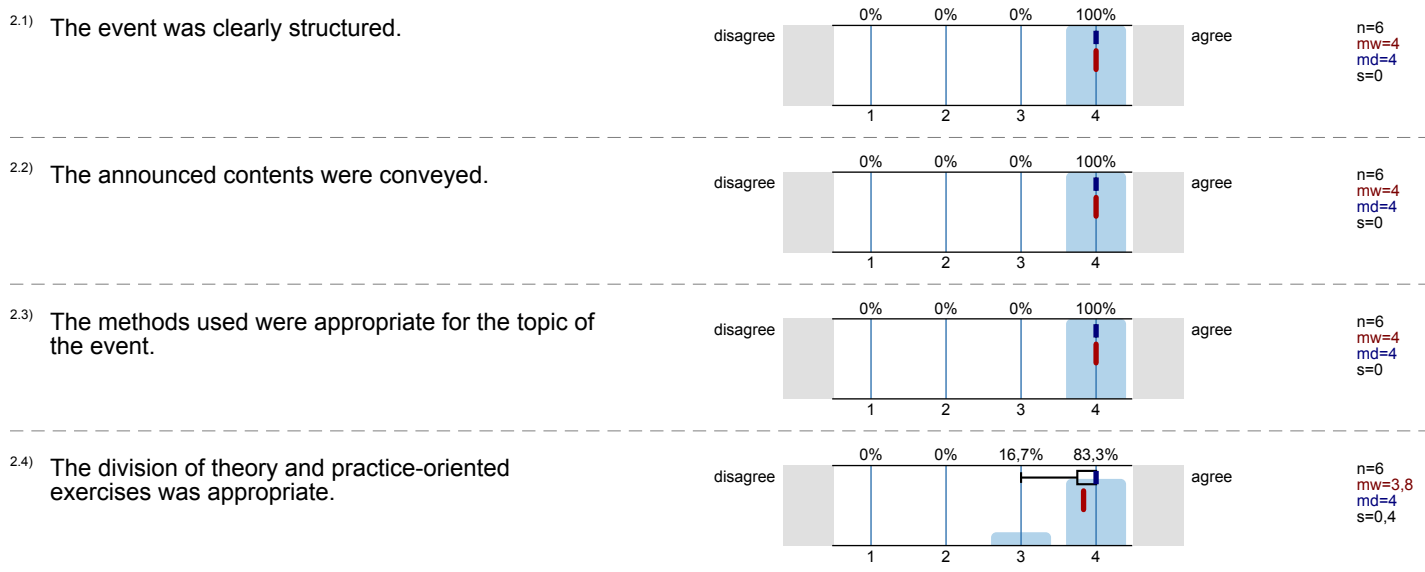 2.1) The event was clearly structured.
0% 0% 0% 100%
disagree agree
1 2 3 4
n=6
mw=4
md=4
s=0
2.2) The announced contents were conveyed.
0% 0% 0% 100%
disagree agree
1 2 3 4
n=6
mw=4
md=4
s=0
2.3) The methods used were appropriate for the topic of
the event.
0% 0% 0% 100%
disagree agree
1 2 3 4
n=6
mw=4
md=4
s=0
2.4) The division of theory and practice-oriented
exercises was appropriate.
0% 0% 16,7% 83,3%
disagree agree
1 2 3 4
n=6
mw=3,8
md=4
s=0,4